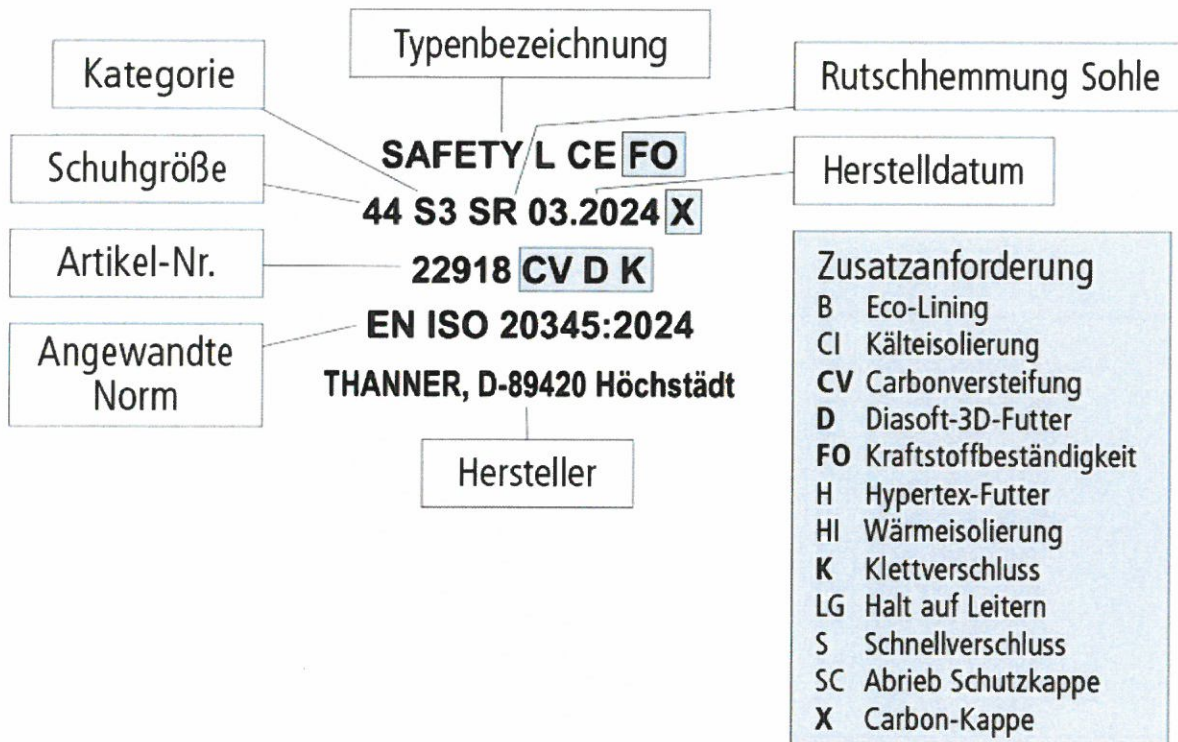 Typenbezeichnung
Kategorie
Rutschhemmung Sohle
Schuhgröße
Herstelldatum
Artikel-Nr.
Angewandte
Norm
SAFETY L CE FO
44 S3 SR 03.2024 X
22918 CV D K
EN ISO 20345:2024
THANNER, D-89420 Höchstädt
Hersteller
Zusatzanforderung
B Eco-Lining
CI Kälteisolierung
CV Carbonversteifung
D Diasoft-3D-Futter
FO Kraftstoffbeständigkeit
H Hypertex-Futter
HI Wärmeisolierung
K Klettverschluss
LG Halt auf Leitern
S Schnellverschluss
SC Abrieb Schutzkappe
X Carbon-Kappe